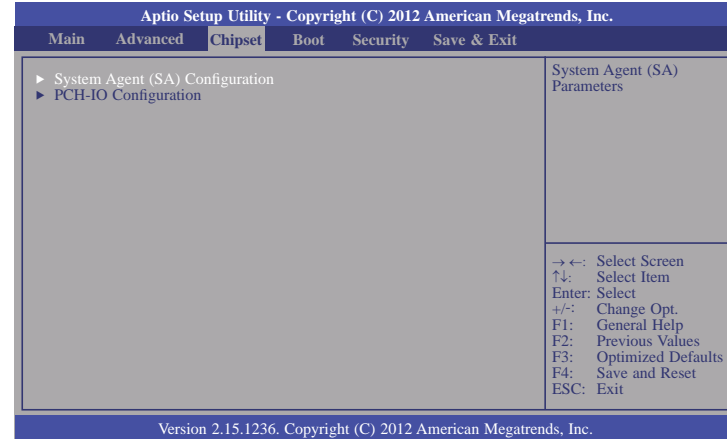 Aptio Setup Utility - Copyright (C) 2012 American Megatrends, Inc.
Main Advanced Chipset Boot Security Save & Exit
► System Agent (SA) Configuration
► PCH-IO Configuration
System Agent (SA)
Parameters
→←: Select Screen
↑↓: Select Item
Enter: Select
+/-: Change Opt.
F1: General Help
F2: Previous Values
F3: Optimized Defaults
F4: Save and Reset
ESC: Exit
Version 2.15.1236. Copyright (C) 2012 American Megatrends, Inc.